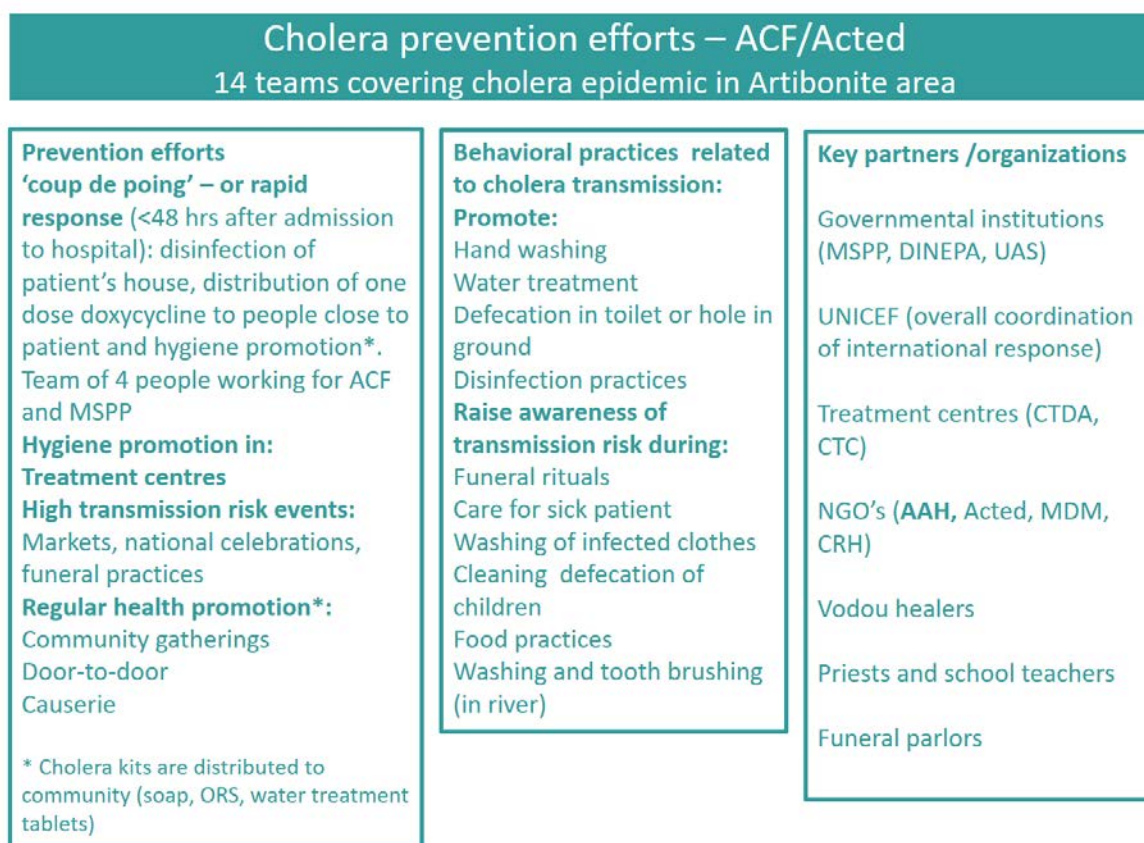 Cholera prevention efforts – ACF/Acted
14 teams covering cholera epidemic in Artibonite area
Prevention efforts
‘coup de poing’ – or rapid
response (<48 hrs after admission
to hospital): disinfection of
patient’s house, distribution of one
dose doxycycline to people close to
patient and hygiene promotion*.
Team of 4 people working for ACF
and MSPP
Hygiene promotion in:
Treatment centres
High transmission risk events:
Markets, national celebrations,
funeral practices
Regular health promotion*:
Community gatherings
Door-to-door
Causerie
* Cholera kits are distributed to
community (soap, ORS, water treatment
tablets)
Behavioral practices related
to cholera transmission:
Promote:
Hand washing
Water treatment
Defecation in toilet or hole in
ground
Disinfection practices
Raise awareness of
transmission risk during:
Funeral rituals
Care for sick patient
Washing of infected clothes
Cleaning defecation of
children
Food practices
Washing and tooth brushing
(in river)
Key partners /organizations
Governmental institutions
(MSPP, DINEPA, UAS)
UNICEF (overall coordination
of international response)
Treatment centres (CTDA,
CTC)
NGO’s (AAH, Acted, MDM,
CRH)
Vodou healers
Priests and school teachers
Funeral parlors